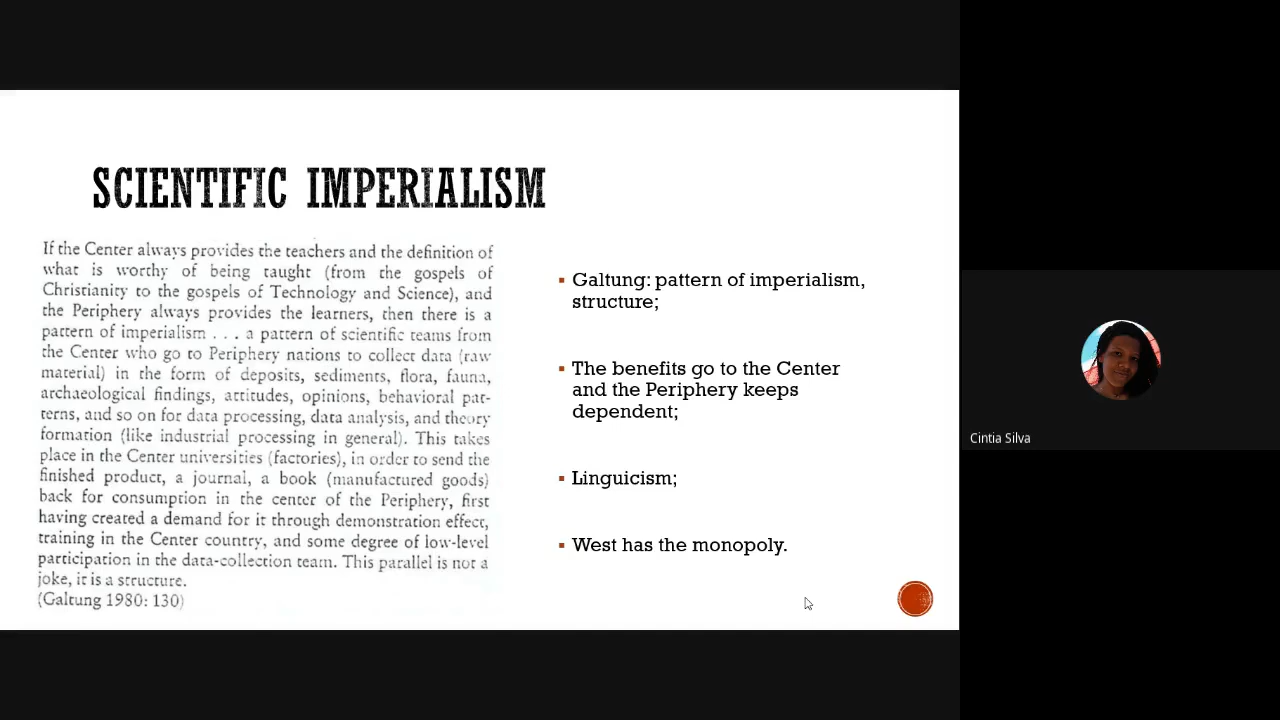 SCIENTIFIC IMPERIALISM
If the Center always provides the teachers and the definition of
what is worthy of being taught (from the gospels of
Christianity to the gospels of Technology and Science), and
the Periphery always provides the learners, then there is a
pattern of imperialism . . . a pattern of scientific teams from
the Center who go to Periphery nations to collect data (raw
material) in the form of deposits, sediments, flora, fauna,
archaeological findings, attitudes, opinions, behavioral pat-
terns, and so on for data processing, data analysis, and theory
formation (like industrial processing in general). This takes
place in the Center universities (factories), in order to send the
finished product, a journal, a book (manufactured goods)
back for consumption in the center of the Periphery, first
having created a demand for it through demonstration effect,
training in the Center country, and some degree of low-level
participation in the data-collection team. This parallel is not a
joke, it is a structure.
(Galtung 1980: 130)
▪ Galtung: pattern of imperialism,
structure;
▪ The benefits go to the Center
and the Periphery keeps
dependent;
▪ Linguicism;
▪ West has the monopoly.
Cintia Silva